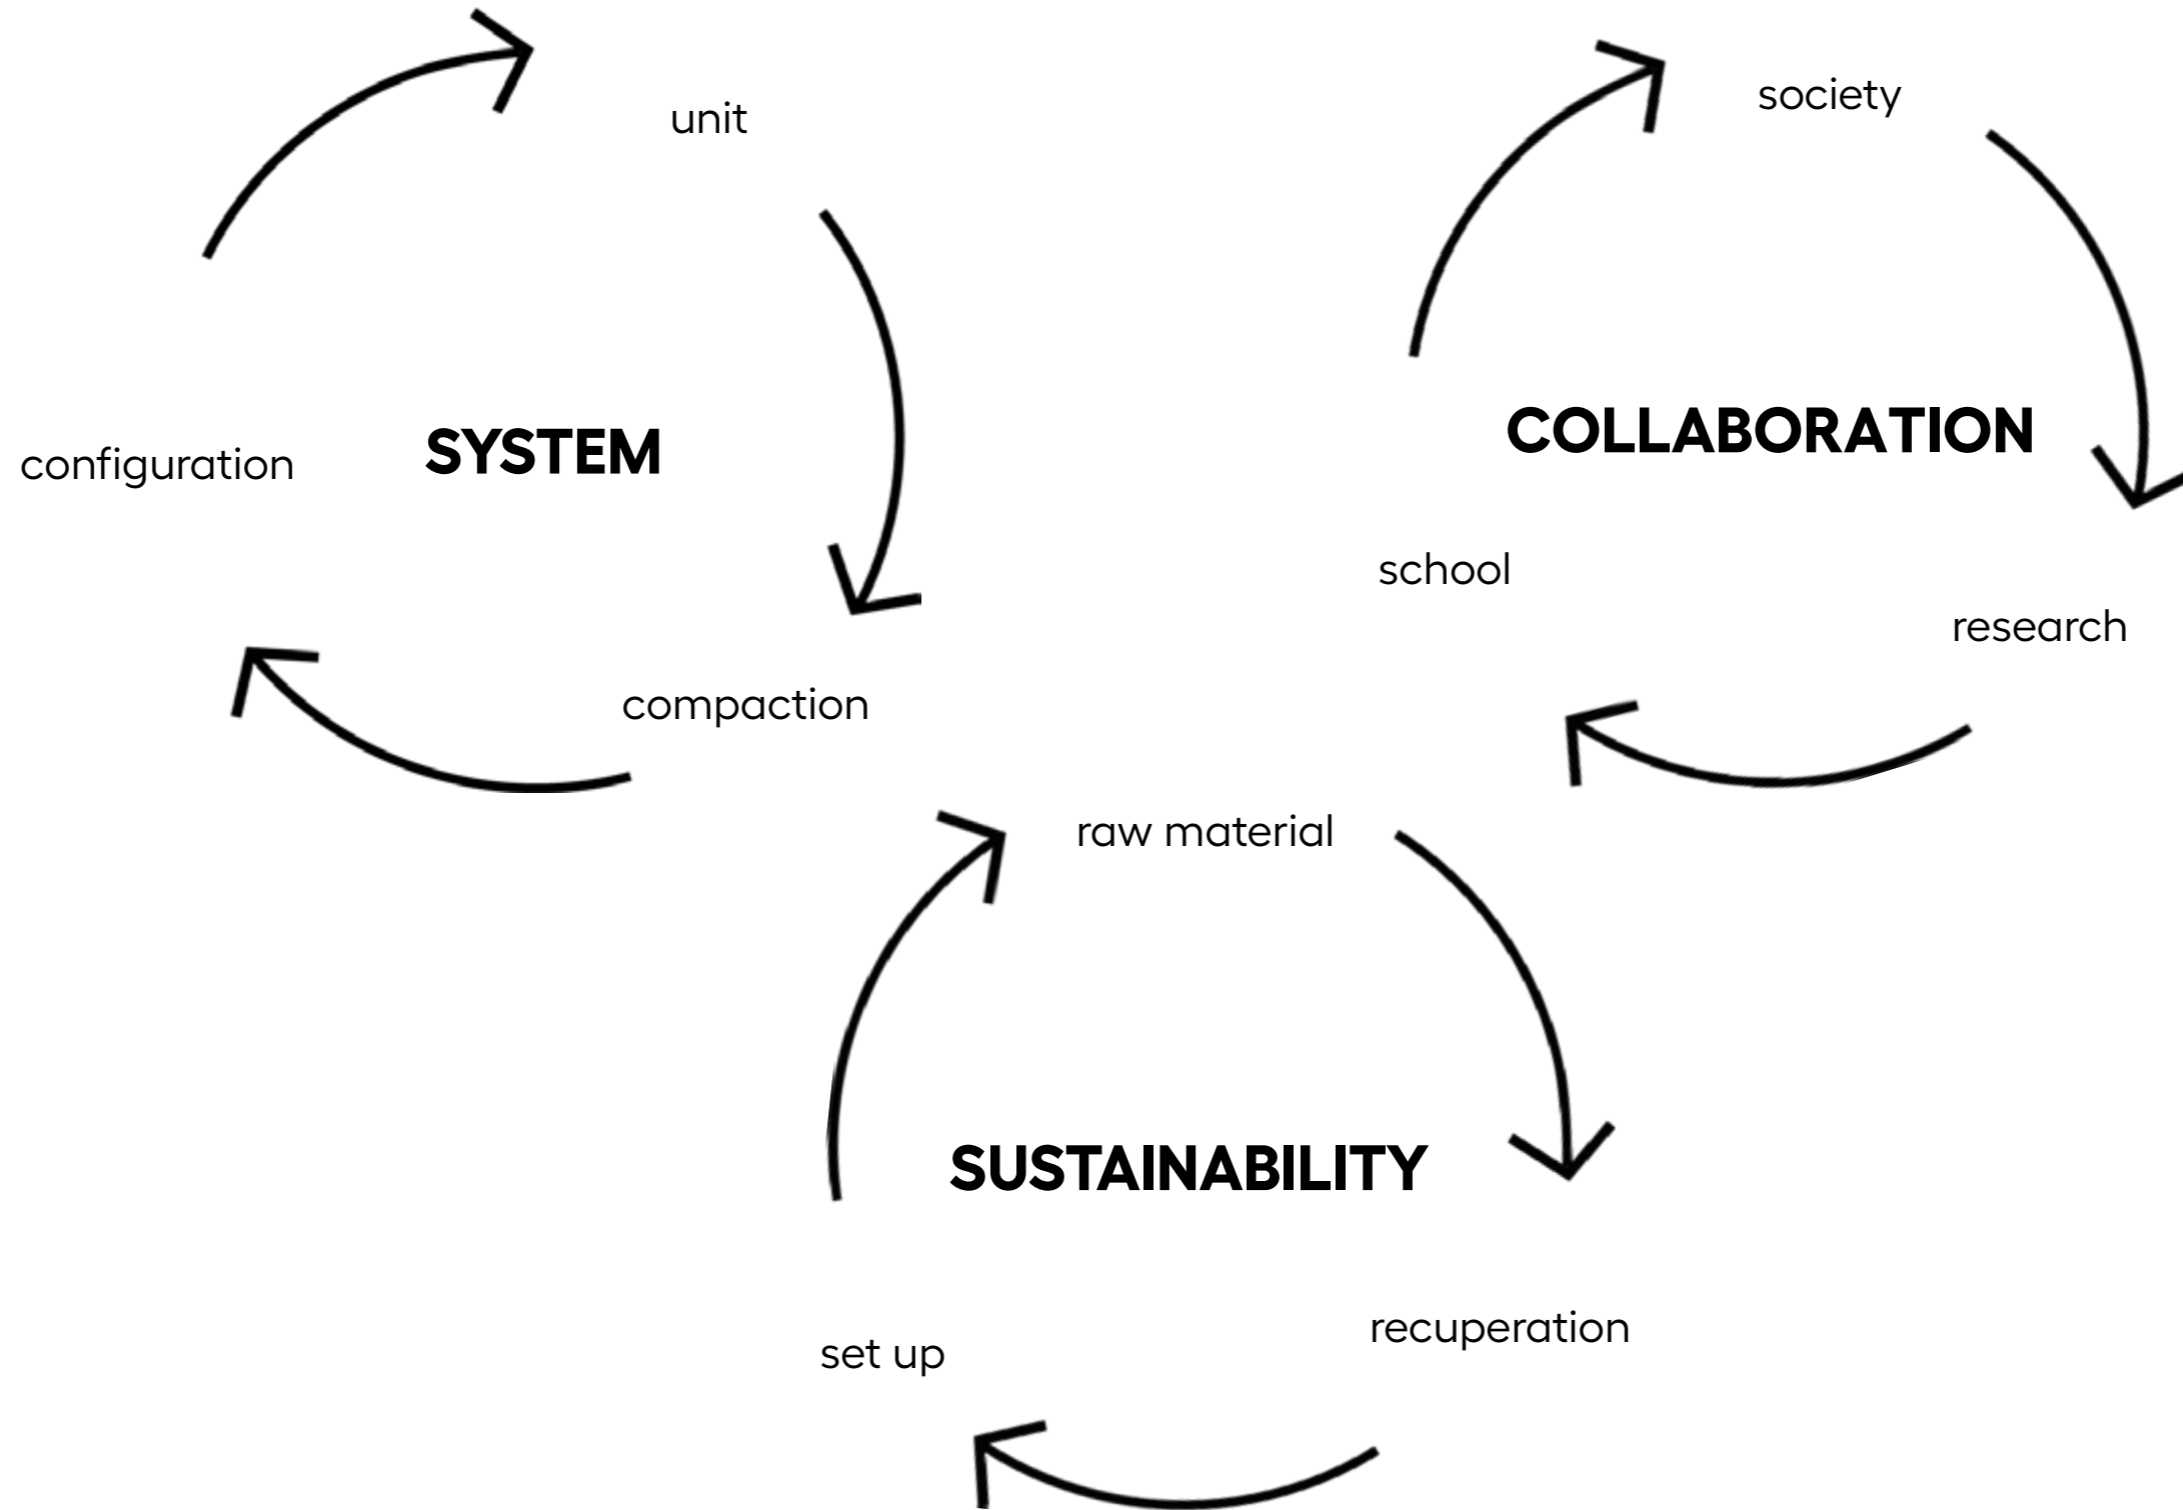 unit
SYSTEM
configuration
compaction
society
COLLABORATION
school
research
raw material
SUSTAINABILITY
recuperation
set up